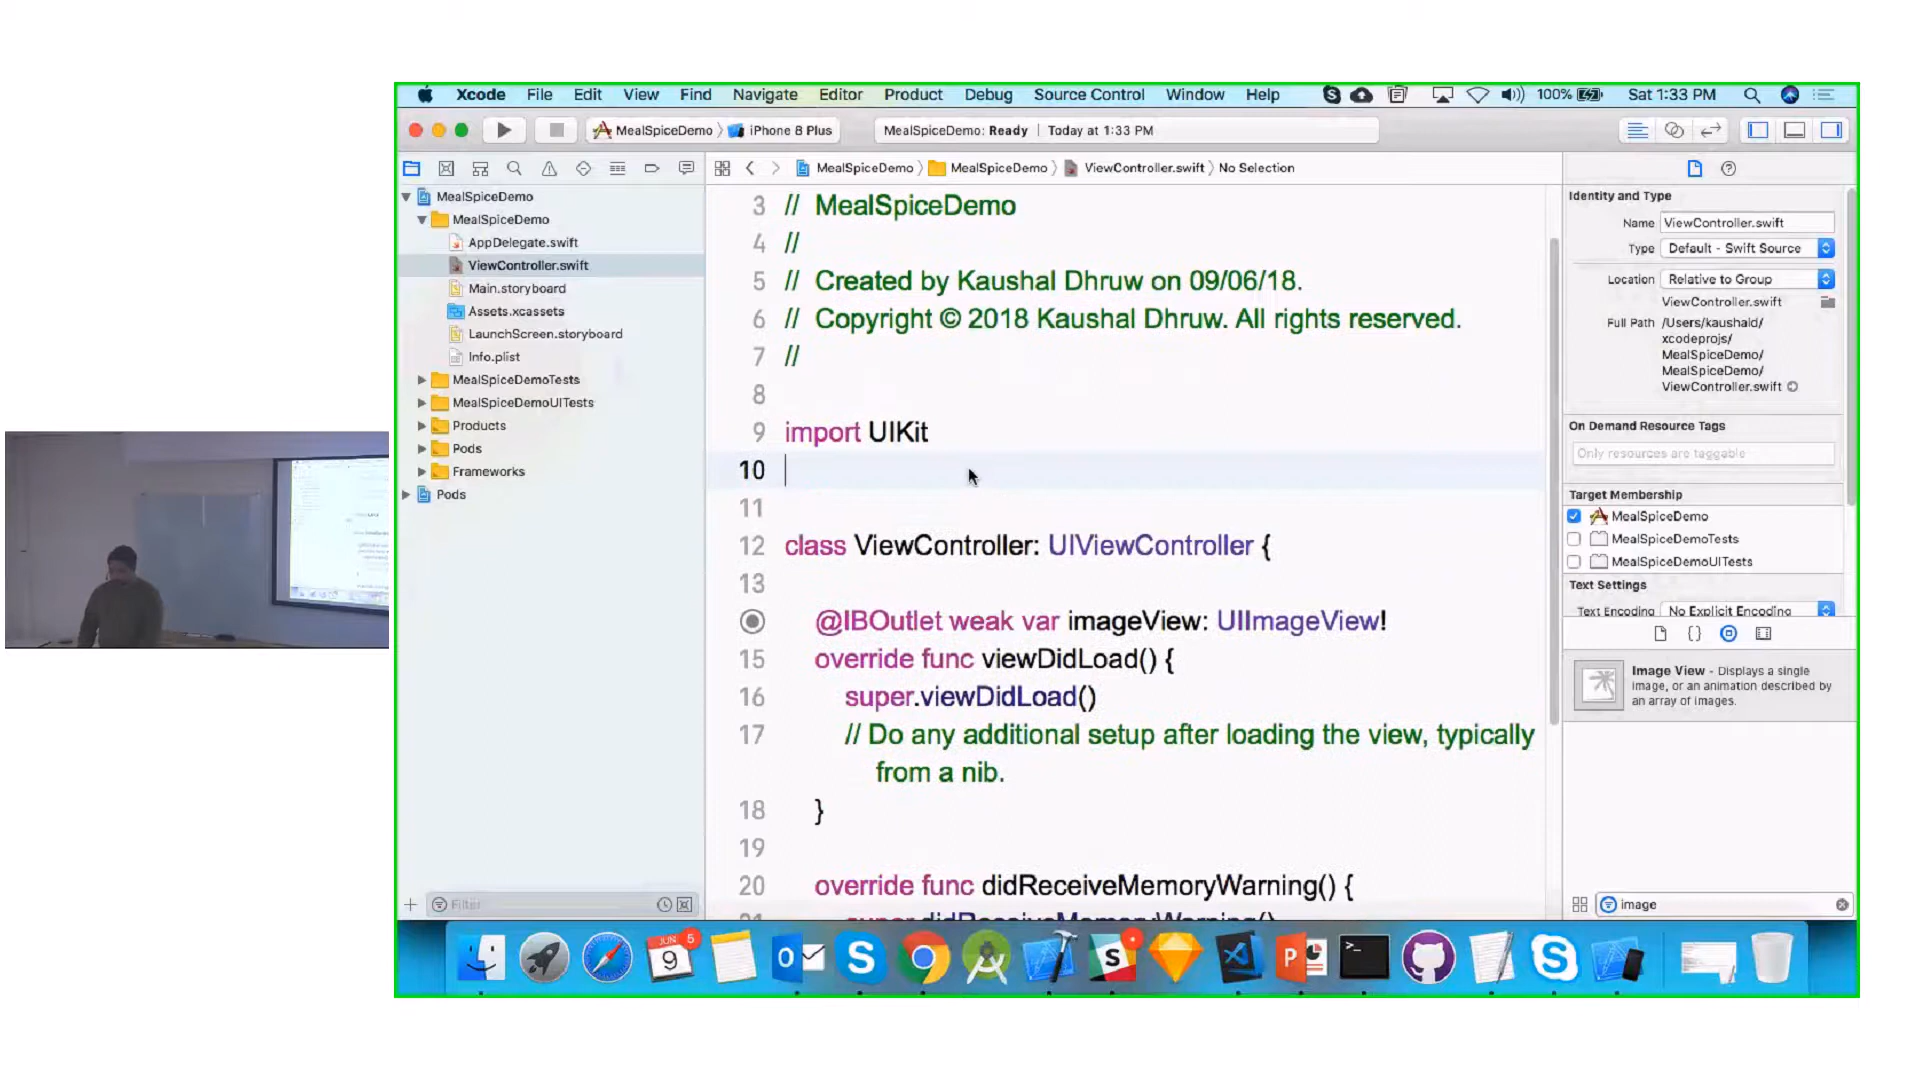 Xcode File Edit View Find Navigate Editor Product Debug Source Control Window Help 100% Sat 1:33 PM
MealSpiceDemo iPhone 8 Plus MealSpiceDemo: Ready Today at 1:33 PM
MealSpiceDemo MealSpiceDemo ViewController.swift No Selection
MealSpiceDemo
MealSpiceDemo
AppDelegate.swift
ViewController.swift
Main.storyboard
Assets.xcassets
LaunchScreen.storyboard
Info.plist
MealSpiceDemoTests
MealSpiceDemoUITests
Products
Pods
Frameworks
Pods
Filter
3 // MealSpiceDemo
4 //
5 // Created by Kaushal Dhruw on 09/06/18.
6 // Copyright © 2018 Kaushal Dhruw. All rights reserved.
7 //
8
9 import UIKit
10
11
12 class ViewController: UIViewController {
13
@IBOutlet weak var imageView: UIImageView!
15 override func viewDidLoad() {
16 super.viewDidLoad()
17 // Do any additional setup after loading the view, typically
from a nib.
18 }
19
20 override func didReceiveMemoryWarning() {
21 super.didReceiveMemoryWarning()
Identity and Type
Name ViewController.swift
Type Default - Swift Source
Location Relative to Group
ViewController.swift
Full Path /Users/kaushald/
xcodeprojs/
MealSpiceDemo/
MealSpiceDemo/
ViewController.swift
On Demand Resource Tags
Only resources are taggable
Target Membership
MealSpiceDemo
MealSpiceDemoTests
MealSpiceDemoUITests
Text Settings
Text Encoding No Explicit Encoding
{}
Image View - Displays a single
image, or an animation described by
an array of images.
image
JUN 5
9